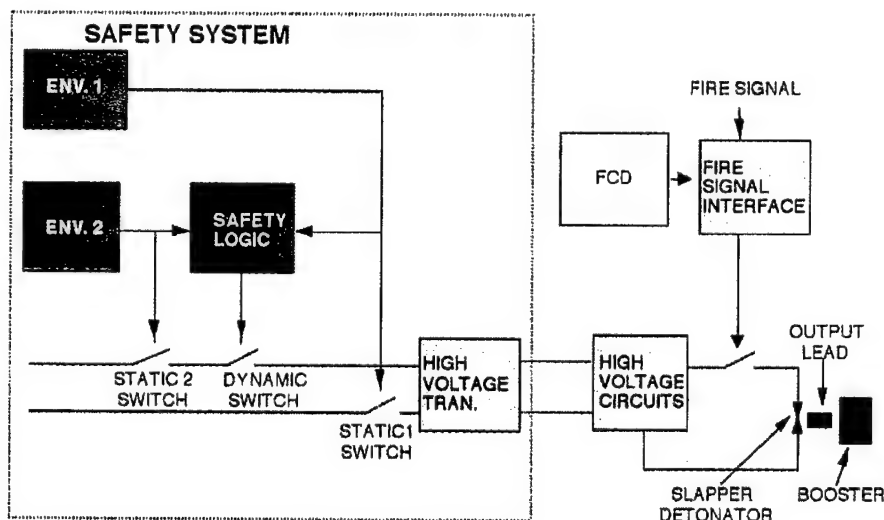 SAFETY SYSTEM
ENV. 1
ENV. 2
SAFETY
LOGIC
STATIC 2
SWITCH
DYNAMIC
SWITCH
STATIC1
SWITCH
HIGH
VOLTAGE
TRAN.
FIRE SIGNAL
FCD
FIRE
SIGNAL
INTERFACE
HIGH
VOLTAGE
CIRCUITS
OUTPUT
LEAD
SLAPPER
DETONATOR
BOOSTER